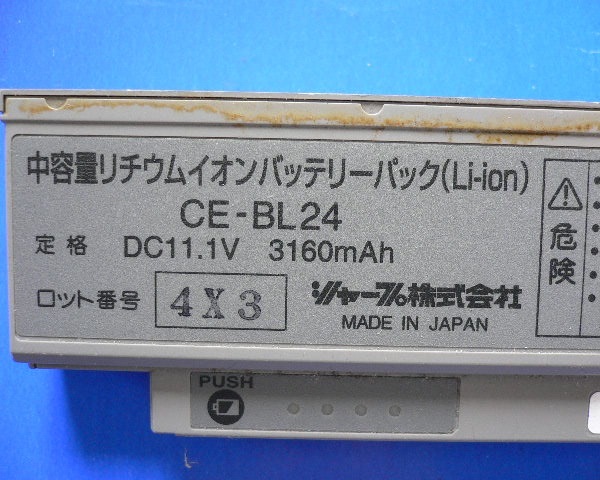 中容量リチウムイオンバッテリーパック(Li-ion)
CE-BL24
定格 DC11.1V 3160mAh
ロット番号 4X3 シャープ株式会社
MADE IN JAPAN
危険
PUSH